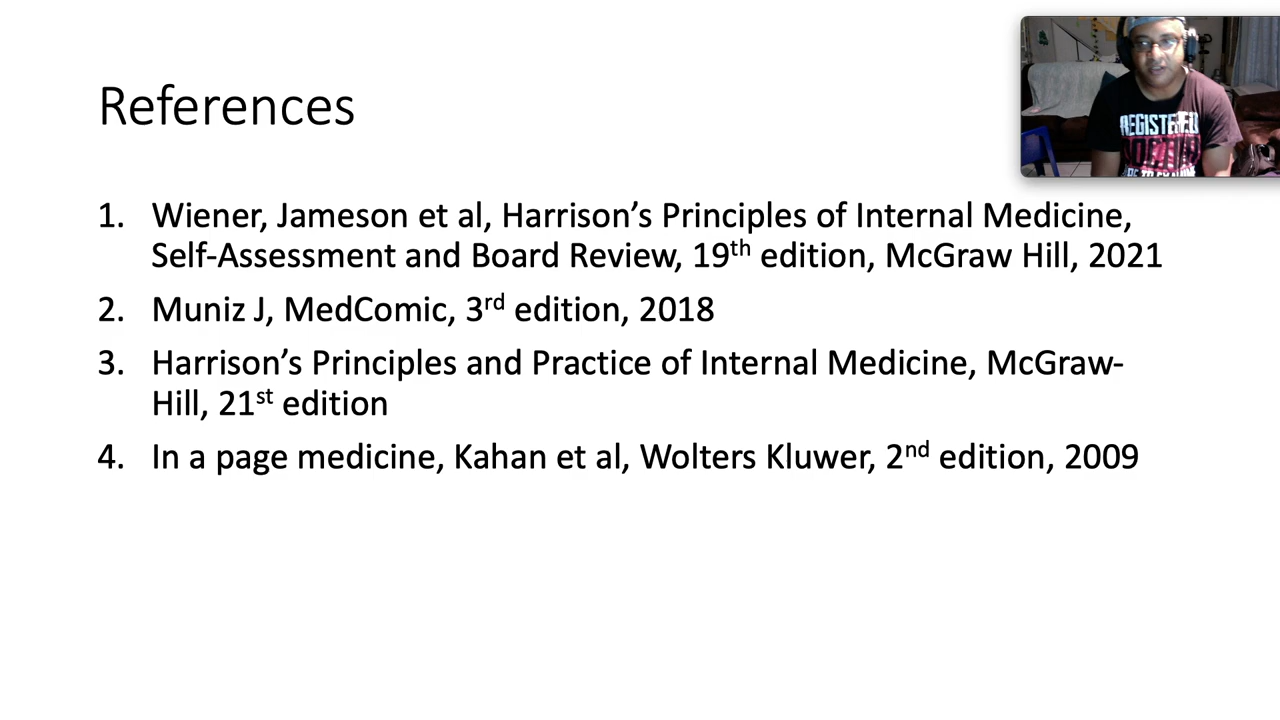 References
1. Wiener, Jameson et al, Harrison’s Principles of Internal Medicine,
Self-Assessment and Board Review, 19th edition, McGraw Hill, 2021
2. Muniz J, MedComic, 3rd edition, 2018
3. Harrison’s Principles and Practice of Internal Medicine, McGraw-
Hill, 21st edition
4. In a page medicine, Kahan et al, Wolters Kluwer, 2nd edition, 2009
REGISTERED